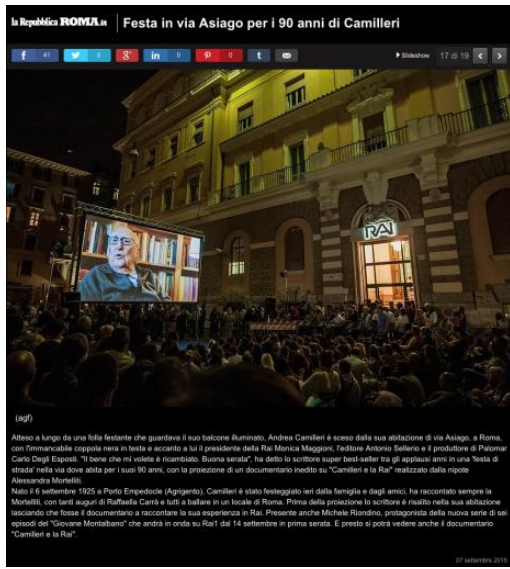 la Repubblica ROMA.it Festa in via Asiago per i 90 anni di Camilleri
41 0 0 0 Slideshow 17 di 19
RAI
(agf)
Atteso a lungo da una folla festante che guardava il suo balcone illuminato, Andrea Camilleri è sceso dalla sua abitazione di via Asiago, a Roma,
con l'immancabile coppola nera in testa e accanto a lui il presidente della Rai Monica Maggioni, l'editore Antonio Sellerio e il produttore di Palomar
Carlo Degli Esposti. "Il bene che mi volete è ricambiato. Buona serata", ha detto lo scrittore super best-seller tra gli applausi anni in una 'festa di
strada' nella via dove abita per i suoi 90 anni, con la proiezione di un documentario inedito su "Camilleri e la Rai" realizzato dalla nipote
Alessandra Mortelliti.
Nato il 6 settembre 1925 a Porto Empedocle (Agrigento), Camilleri è stato festeggiato ieri dalla famiglia e dagli amici, ha raccontato sempre la
Mortelliti, con tanti auguri di Raffaella Carrà e tutti a ballare in un locale di Roma. Prima della proiezione lo scrittore è risalito nella sua abitazione
lasciando che fosse il documentario a raccontare la sua esperienza in Rai. Presente anche Michele Riondino, protagonista della nuova serie di sei
episodi del "Giovane Montalbano" che andrà in onda su Rai1 dal 14 settembre in prima serata. E presto si potrà vedere anche il documentario
"Camilleri e la Rai".
07 settembre 2015